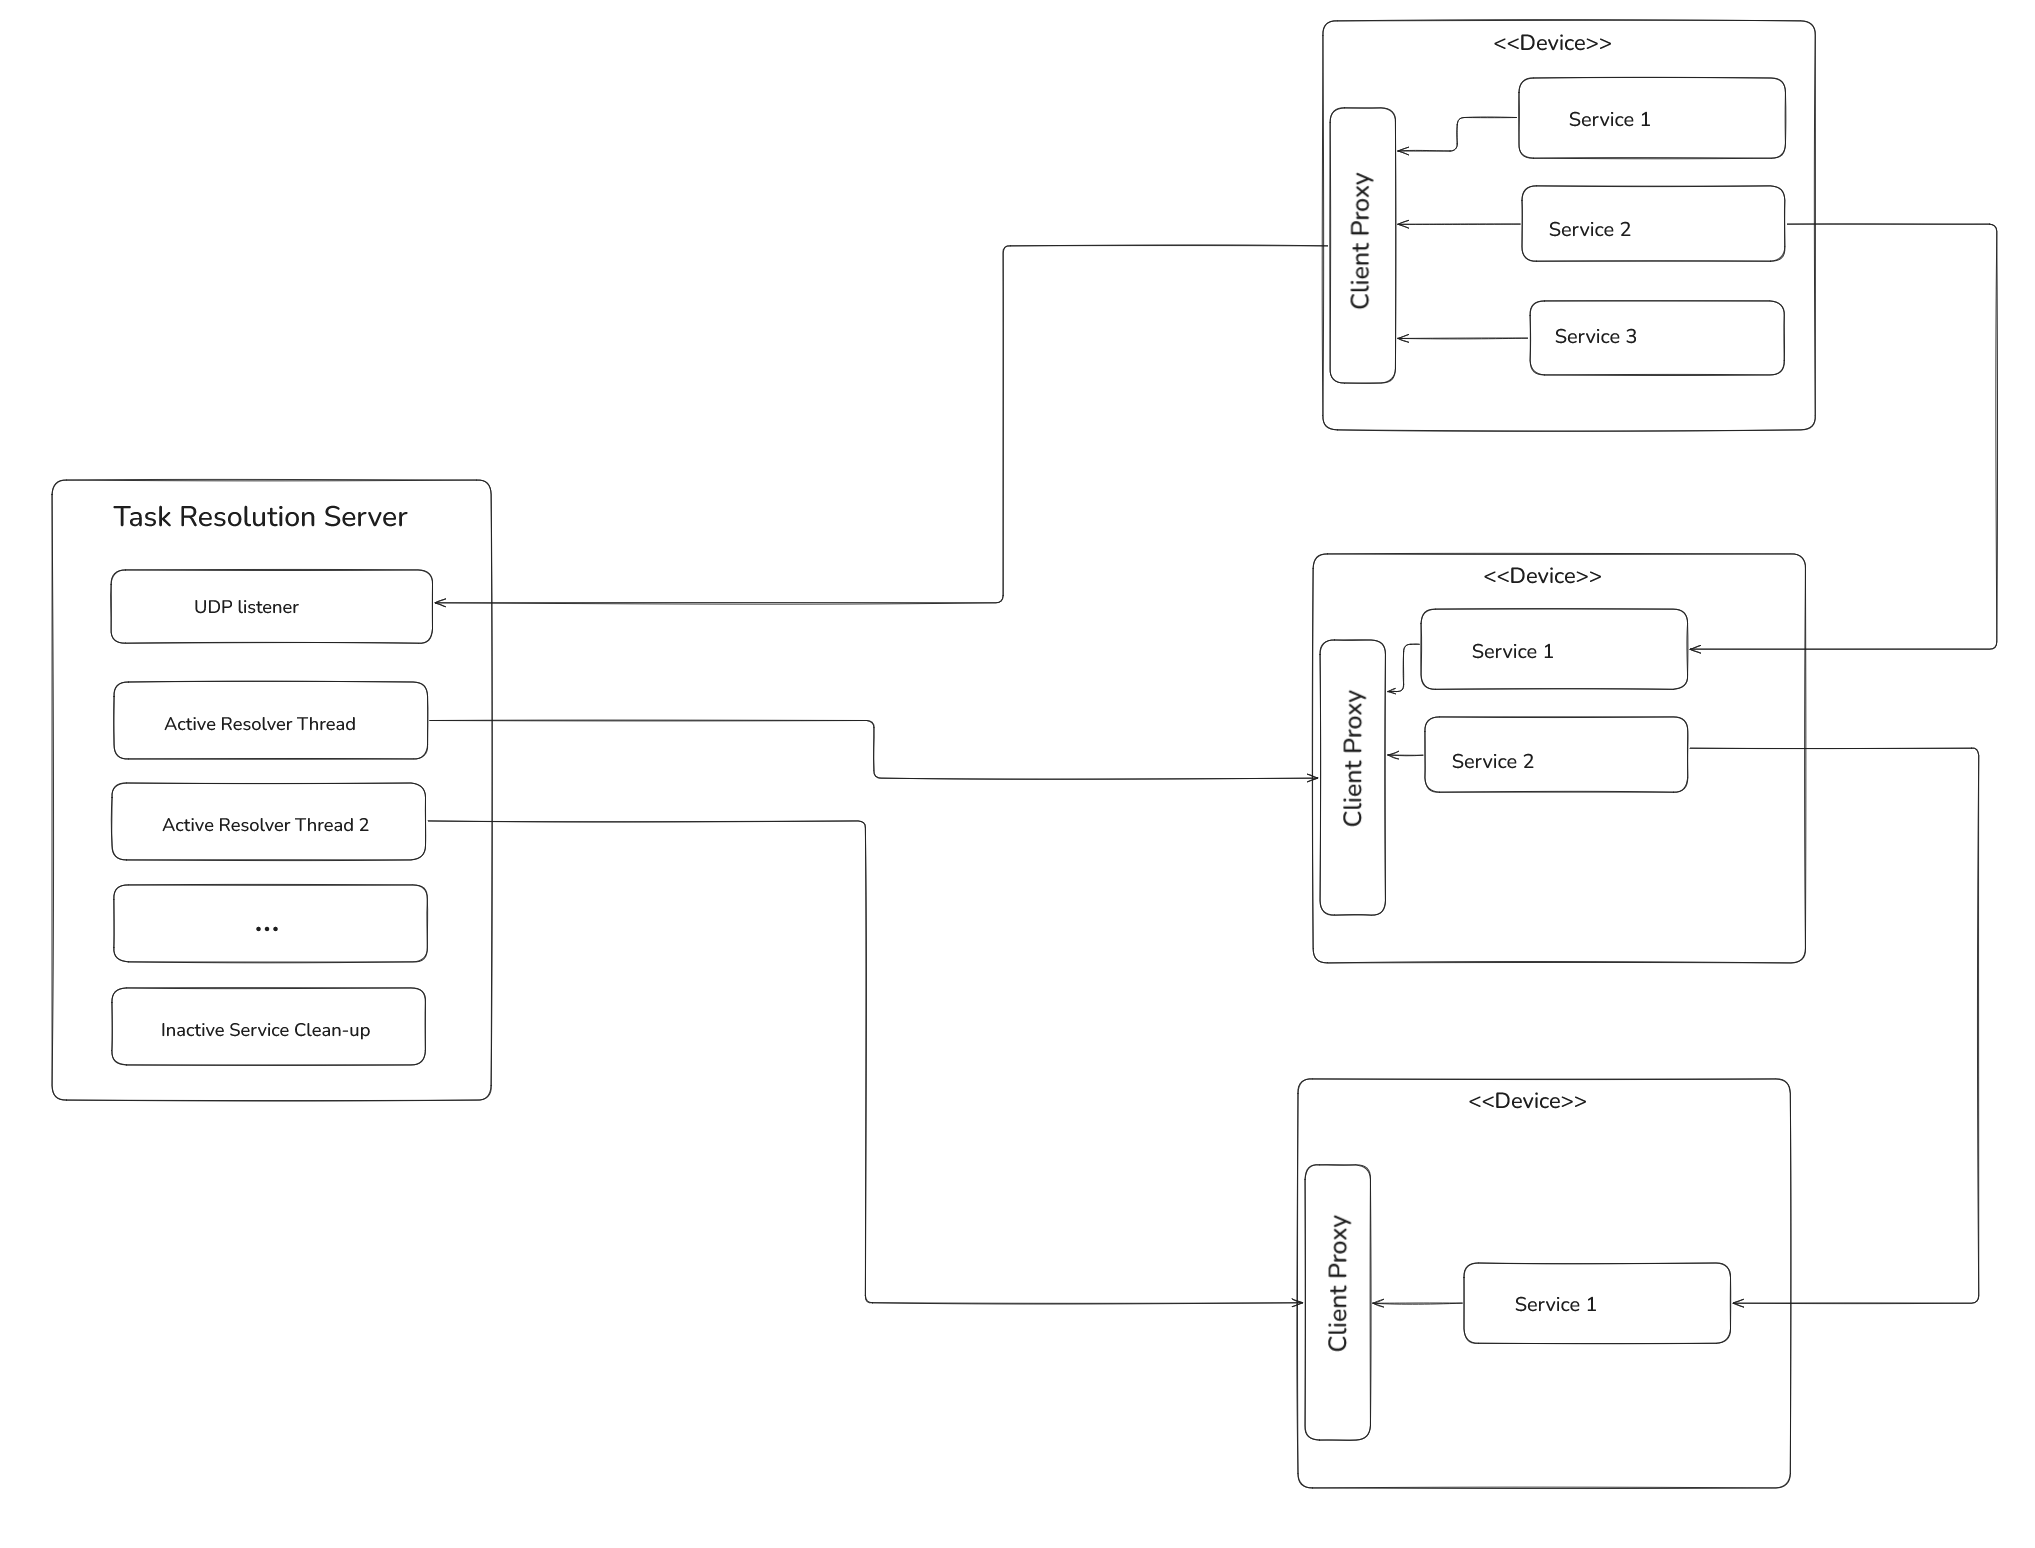 Task Resolution Server
UDP listener
Active Resolver Thread
Active Resolver Thread 2
...
Inactive Service Clean-up
<<Device>>
Client Proxy
Service 1
Service 2
Service 3
<<Device>>
Client Proxy
Service 1
Service 2
<<Device>>
Client Proxy
Service 1